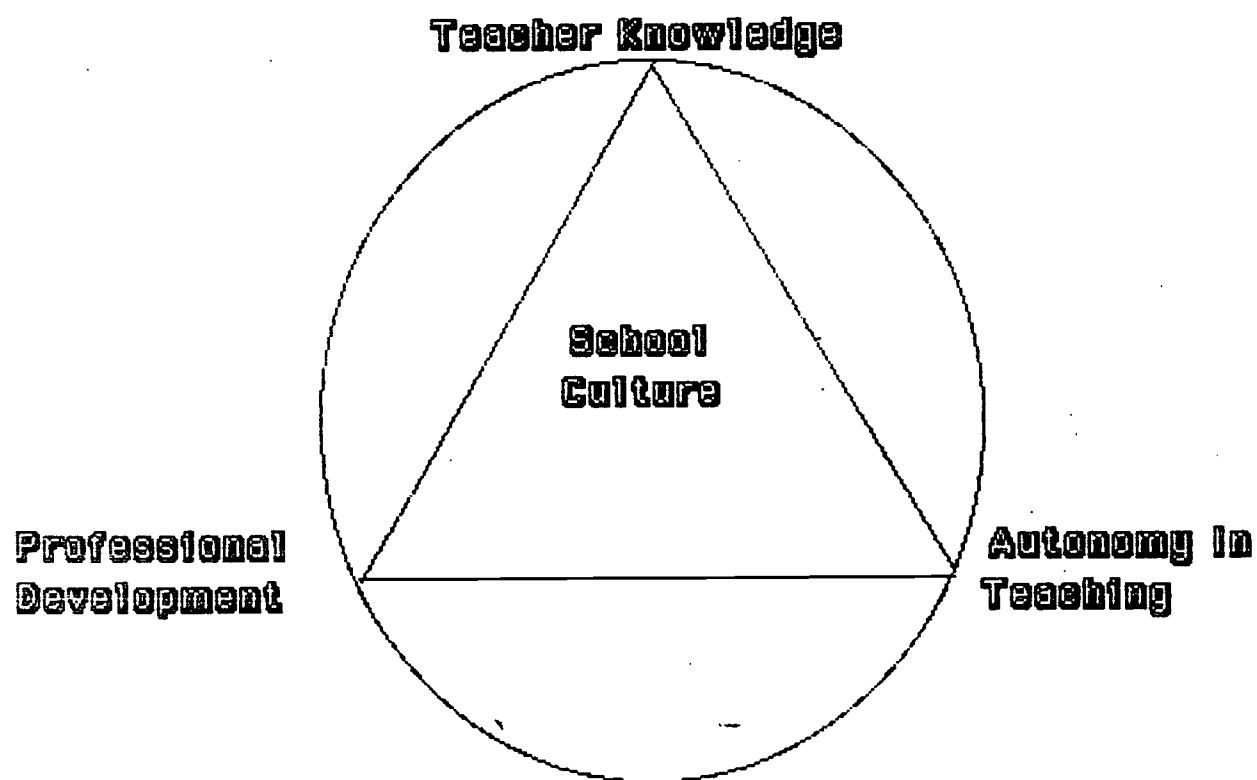 Teacher Knowledge
School
Culture
Professional
Development
Autonomy in
Teaching